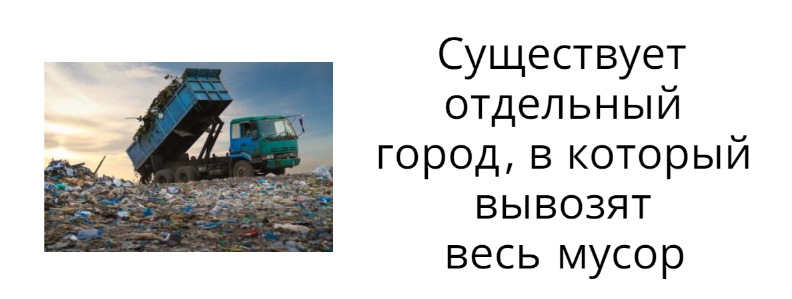 Существует
отдельный
город, в который
вывозят
весь мусор